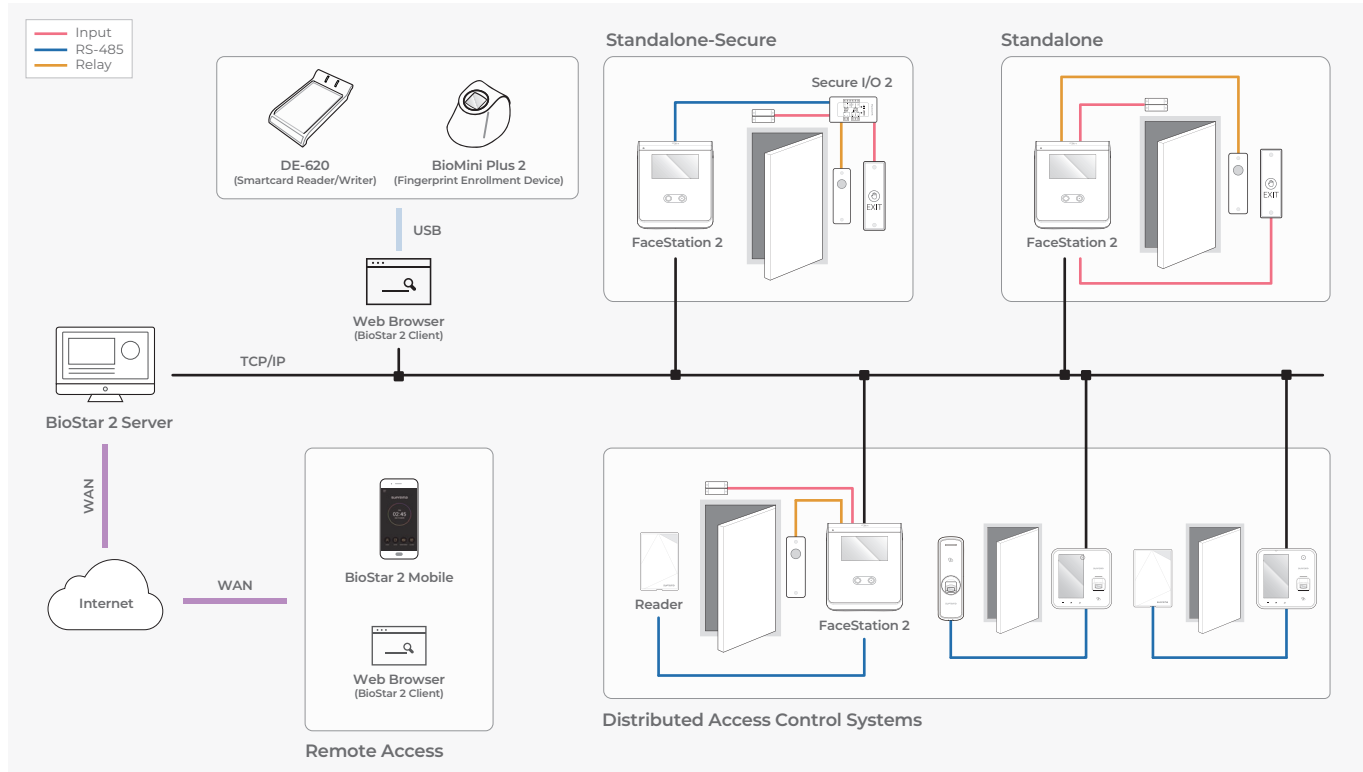 Input
RS-485
Relay
DE-620
(Smartcard Reader/Writer)
BioMini Plus 2
(Fingerprint Enrollment Device)
USB
Web Browser
(BioStar 2 Client)
Standalone-Secure
Secure I/O 2
EXIT
FaceStation 2
Standalone
EXIT
FaceStation 2
TCP/IP
BioStar 2 Server
WAN
Internet
WAN
02:45
BioStar 2 Mobile
Web Browser
(BioStar 2 Client)
Remote Access
Reader
FaceStation 2
Distributed Access Control Systems